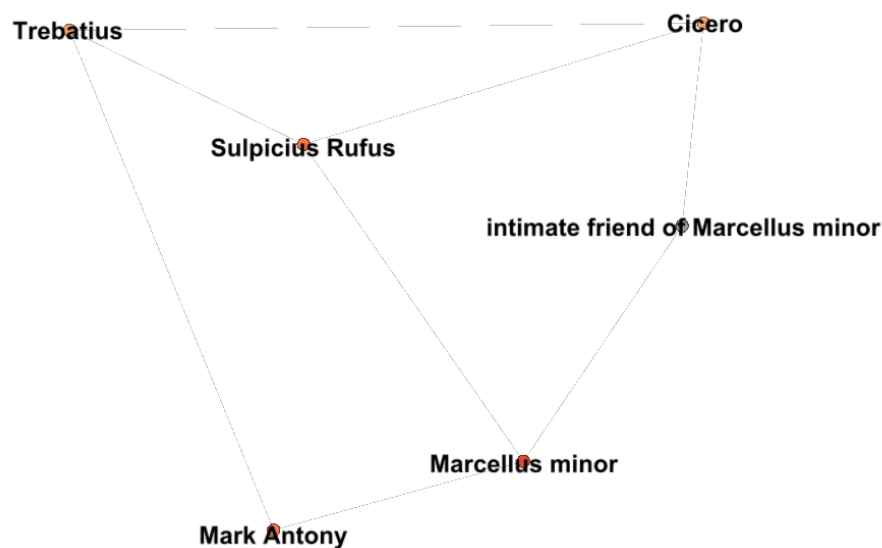 Trebatius
Cicero
Sulpicius Rufus
intimate friend of Marcellus minor
Marcellus minor
Mark Antony